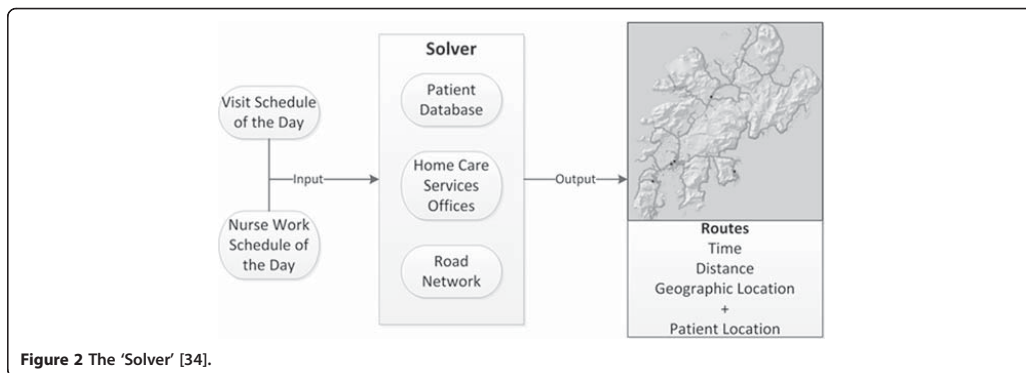 Visit Schedule
of the Day
Nurse Work
Schedule of
the Day
Input
Solver
Patient
Database
Home Care
Services
Offices
Road
Network
Output
Routes
Time
Distance
Geographic Location
+
Patient Location
Figure 2 The ‘Solver’ [34].